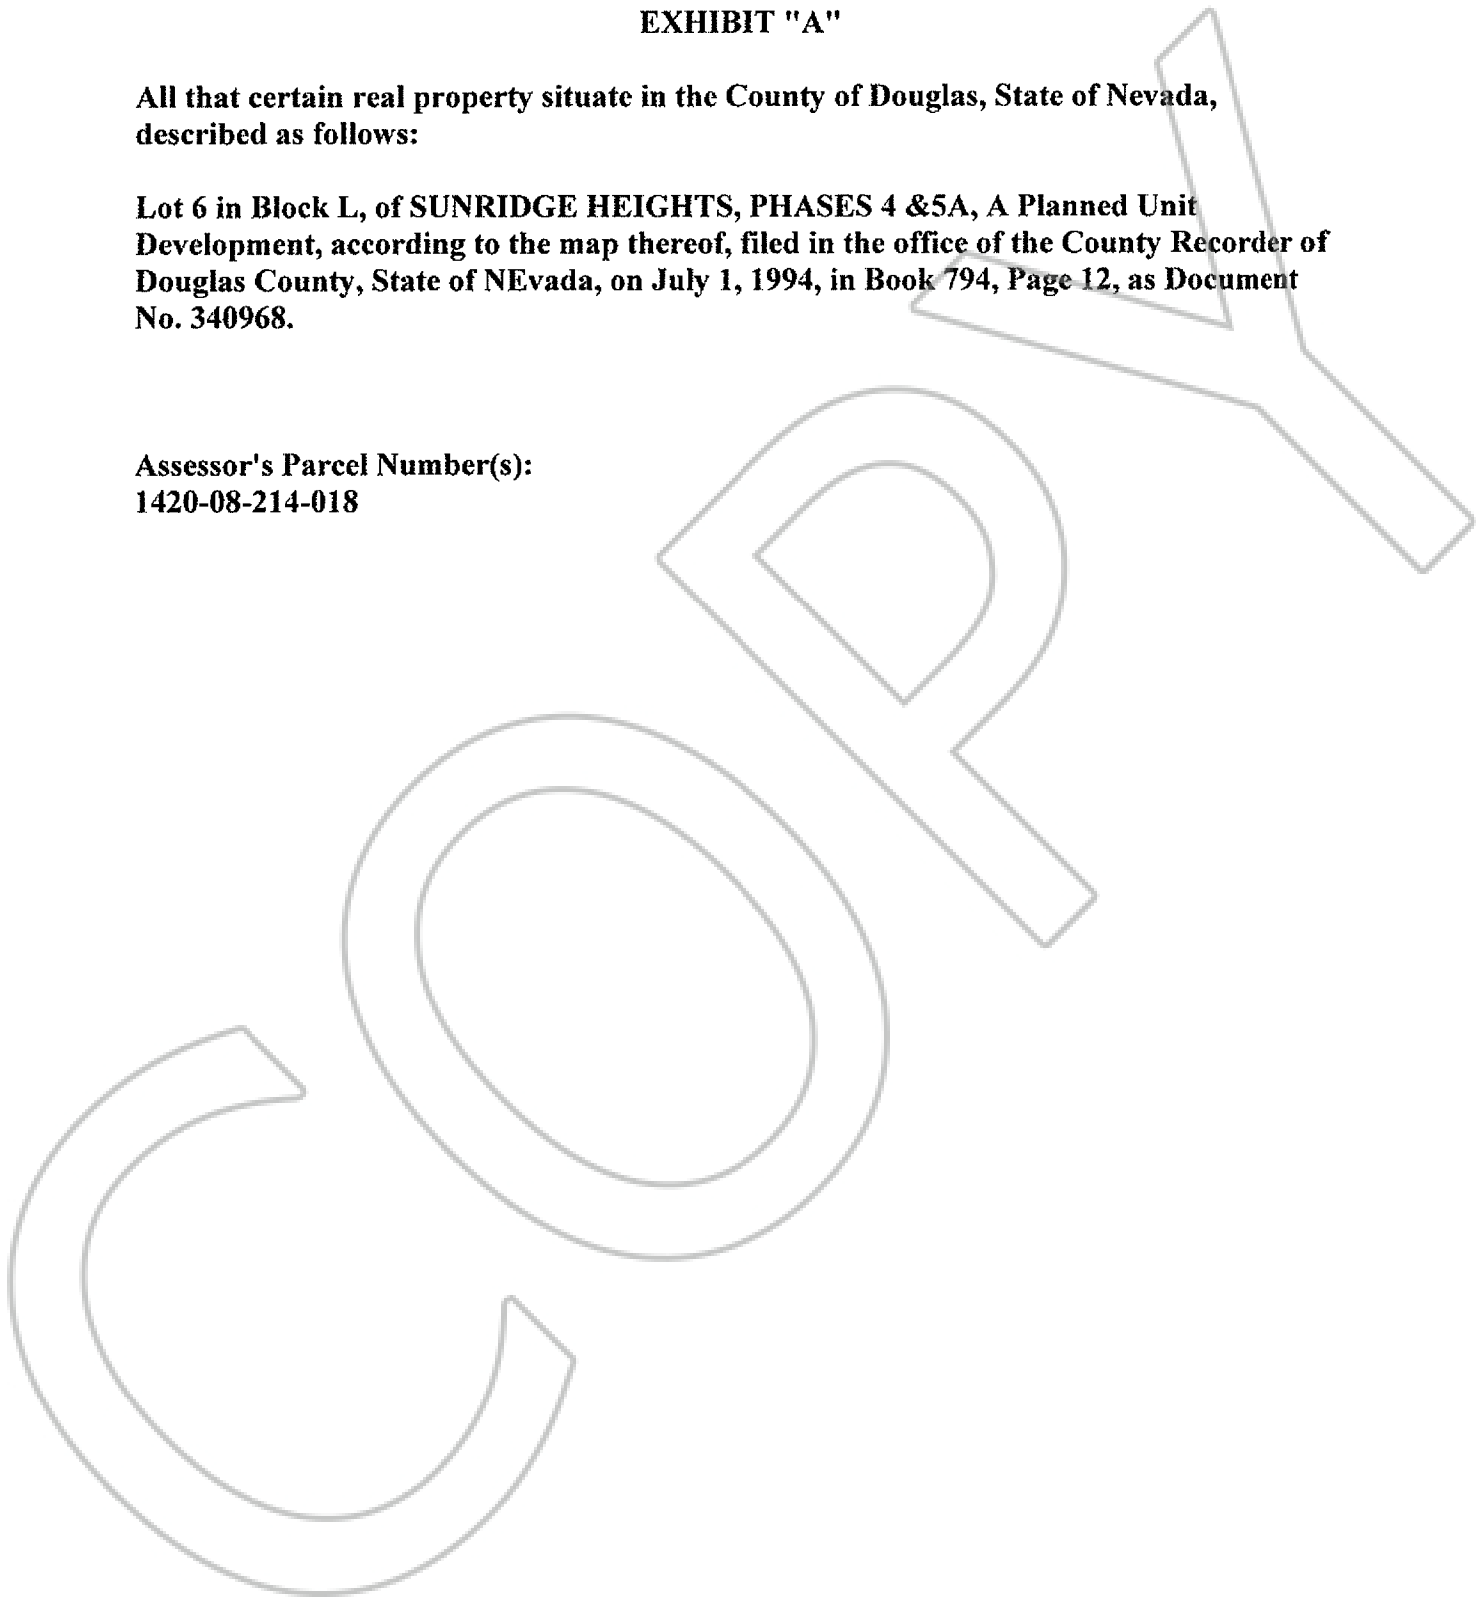 EXHIBIT "A"
All that certain real property situate in the County of Douglas, State of Nevada,
described as follows:
Lot 6 in Block L, of SUNRIDGE HEIGHTS, PHASES 4 &5A, A Planned Unit
Development, according to the map thereof, filed in the office of the County Recorder of
Douglas County, State of NEvada, on July 1, 1994, in Book 794, Page 12, as Document
No. 340968.
Assessor's Parcel Number(s):
1420-08-214-018
COPY